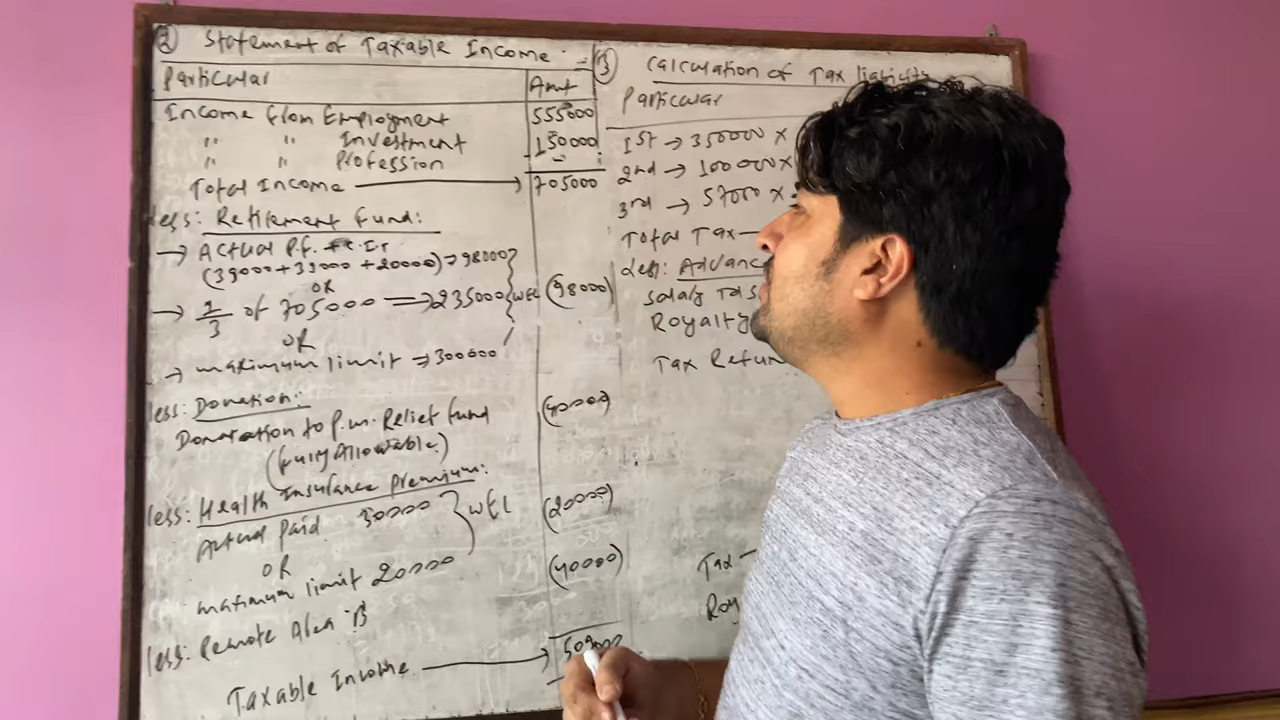 ② Statement of Taxable Income :-
Particular Amt
Income from Employment 555000
" " Investment 150000
" " Profession -
Total Income → 705000
less: Retirement Fund:
→ Actual P.F.
(39000+39000+20000) → 98000
OR
→ 1/3 of 705000 ⇒ 235000 WEL (98000)
OR
→ maximum limit → 300000
less: Donation:
Donation to P.M. Relief Fund (40000)
(Fully Allowable)
less: Health Insurance Premium:
Actual Paid 30000 WEL (20000)
OR
maximum limit 20000 (40000)
less: Remote Area 'B'
Taxable Income →
③ Calculation of Tax liability
Particular
1st → 350000 ×
2nd → 100000 ×
3rd → 57000 ×
Total Tax
less: Advance
Salary TDS
Royalty
Tax Refun
Tax
Roy